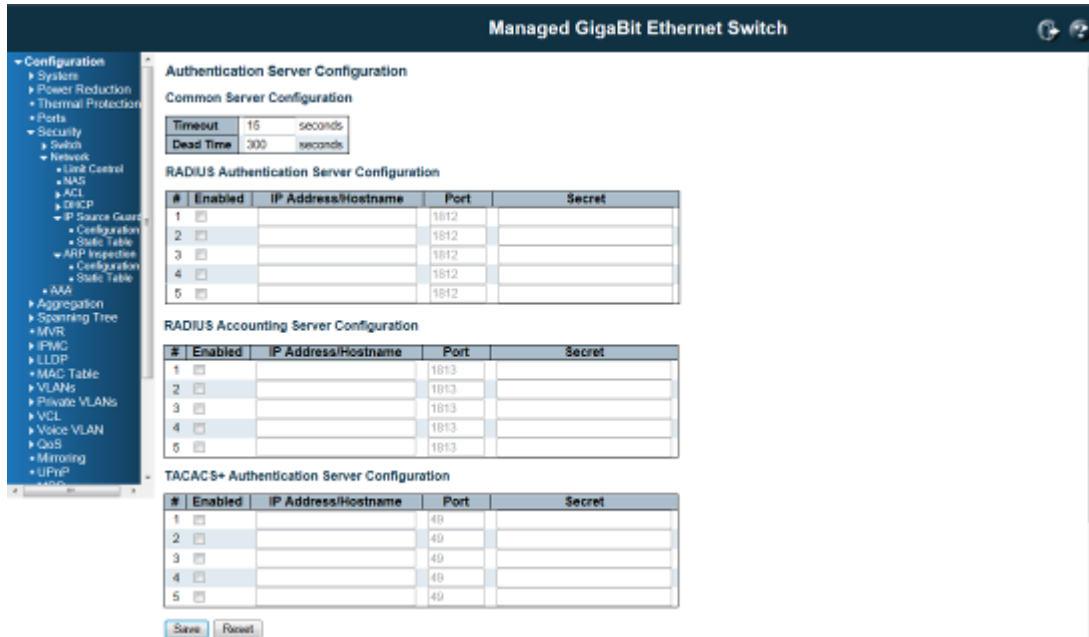 Managed GigaBit Ethernet Switch
Configuration
System
Power Reduction
Thermal Protection
Ports
Security
Switch
Network
Limit Control
NAS
ACL
DHCP
IP Source Guard
Configuration
Static Table
ARP Inspection
Configuration
Static Table
AAA
Aggregation
Spanning Tree
MVR
IPMC
LLDP
MAC Table
VLANs
Private VLANs
VCL
Voice VLAN
QoS
Mirroring
UPnP
Authentication Server Configuration
Common Server Configuration
Timeout 15 seconds
Dead Time 300 seconds
RADIUS Authentication Server Configuration
# Enabled IP Address/Hostname Port Secret
1 1812
2 1812
3 1812
4 1812
5 1812
RADIUS Accounting Server Configuration
# Enabled IP Address/Hostname Port Secret
1 1813
2 1813
3 1813
4 1813
5 1813
TACACS+ Authentication Server Configuration
# Enabled IP Address/Hostname Port Secret
1 49
2 49
3 49
4 49
5 49
Save Reset